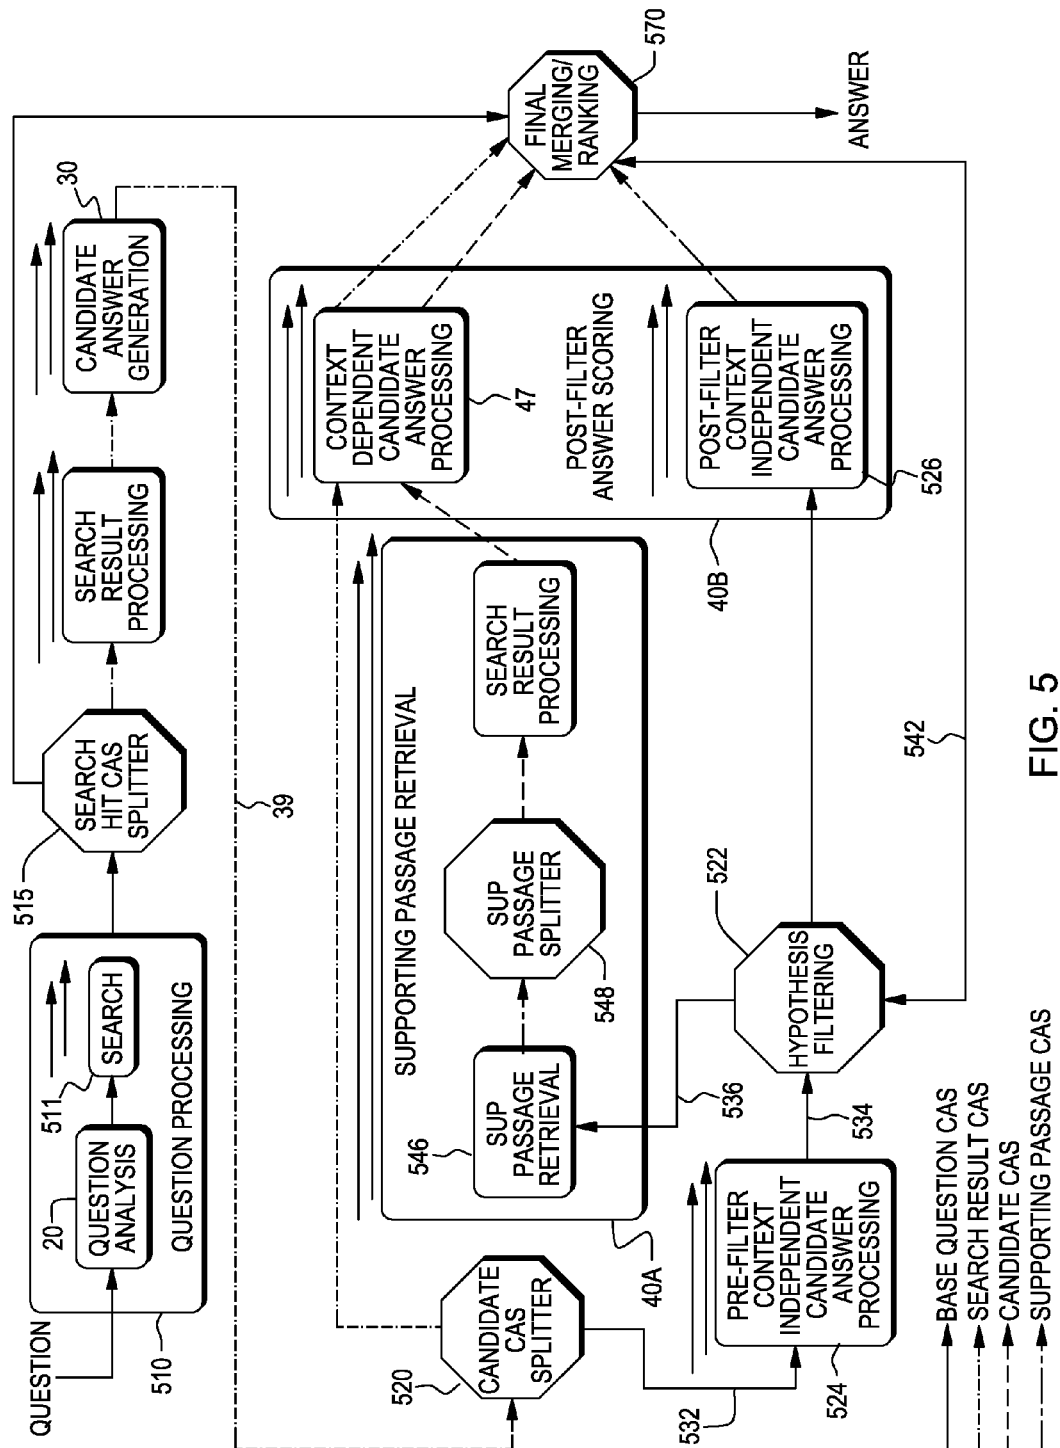 QUESTION
510
20
QUESTION
ANALYSIS
511
SEARCH
QUESTION PROCESSING
515
SEARCH
HIT CAS
SPLITTER
SEARCH
RESULT
PROCESSING
30
CANDIDATE
ANSWER
GENERATION
39
520
CANDIDATE
CAS
SPLITTER
532
SUPPORTING PASSAGE RETRIEVAL
40A
546
SUP
PASSAGE
RETRIEVAL
SUP
PASSAGE
SPLITTER
548
SEARCH
RESULT
PROCESSING
CONTEXT
DEPENDENT
CANDIDATE
ANSWER
PROCESSING
47
POST-FILTER
ANSWER SCORING
40B
POST-FILTER
CONTEXT
INDEPENDENT
CANDIDATE
ANSWER
PROCESSING
526
FINAL
MERGING/
RANKING
570
ANSWER
PRE-FILTER
CONTEXT
INDEPENDENT
CANDIDATE
ANSWER
PROCESSING
524
534
536
HYPOTHESIS
FILTERING
522
542
BASE QUESTION CAS
SEARCH RESULT CAS
CANDIDATE CAS
SUPPORTING PASSAGE CAS
FIG. 5